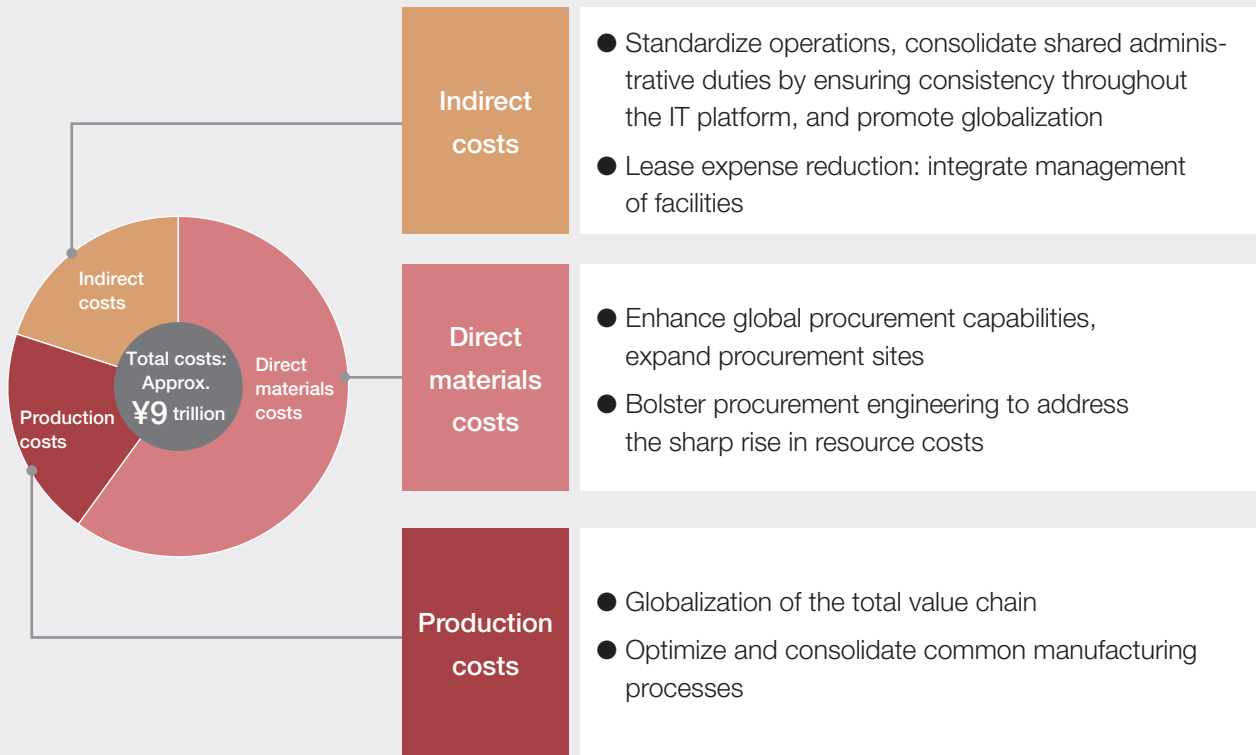 Indirect
costs
● Standardize operations, consolidate shared adminis-
trative duties by ensuring consistency throughout
the IT platform, and promote globalization
● Lease expense reduction: integrate management
of facilities
Indirect
costs
Total costs:
Approx.
¥9 trillion
Direct
materials
costs
Production
costs
Direct
materials
costs
● Enhance global procurement capabilities,
expand procurement sites
● Bolster procurement engineering to address
the sharp rise in resource costs
Production
costs
● Globalization of the total value chain
● Optimize and consolidate common manufacturing
processes